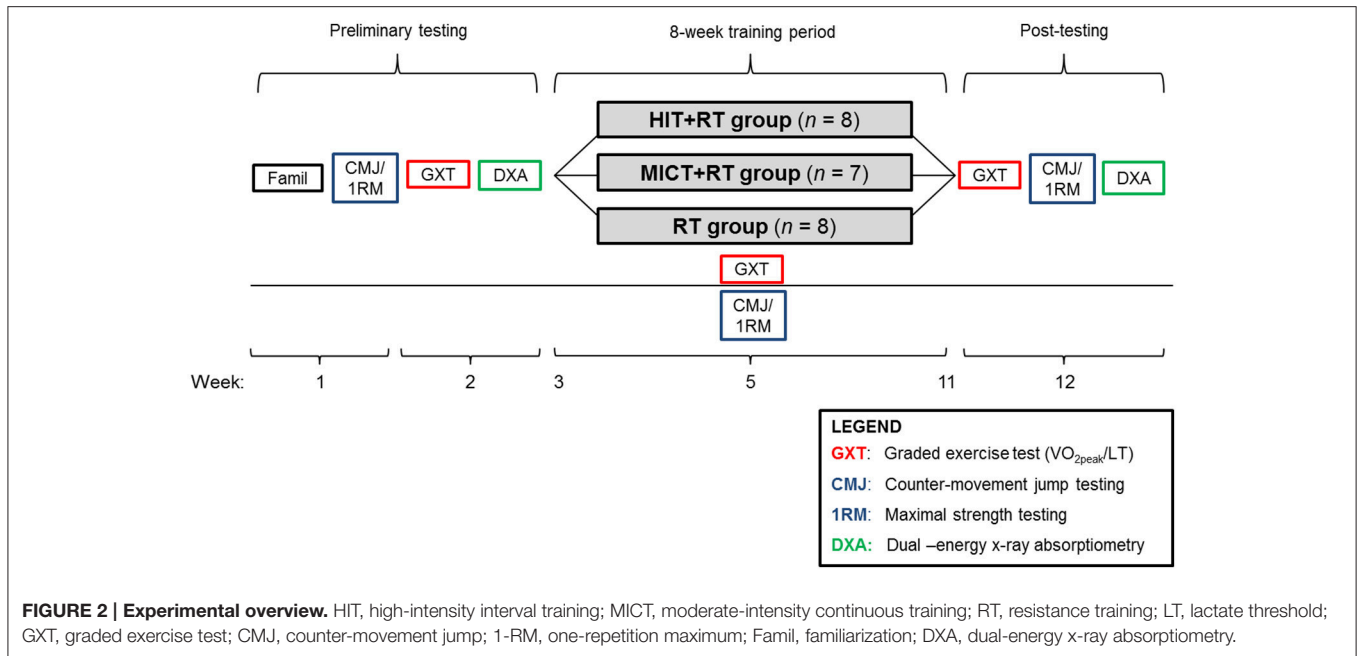 Preliminary testing
8-week training period
Post-testing
HIT+RT group (n = 8)
MICT+RT group (n = 7)
RT group (n = 8)
Famil
CMJ/
1RM
GXT
DXA
GXT
CMJ/
1RM
DXA
GXT
CMJ/
1RM
Week: 1 2 3 5 11 12
LEGEND
GXT: Graded exercise test (VO2peak/LT)
CMJ: Counter-movement jump testing
1RM: Maximal strength testing
DXA: Dual –energy x-ray absorptiometry
FIGURE 2 | Experimental overview. HIT, high-intensity interval training; MICT, moderate-intensity continuous training; RT, resistance training; LT, lactate threshold;
GXT, graded exercise test; CMJ, counter-movement jump; 1-RM, one-repetition maximum; Famil, familiarization; DXA, dual-energy x-ray absorptiometry.